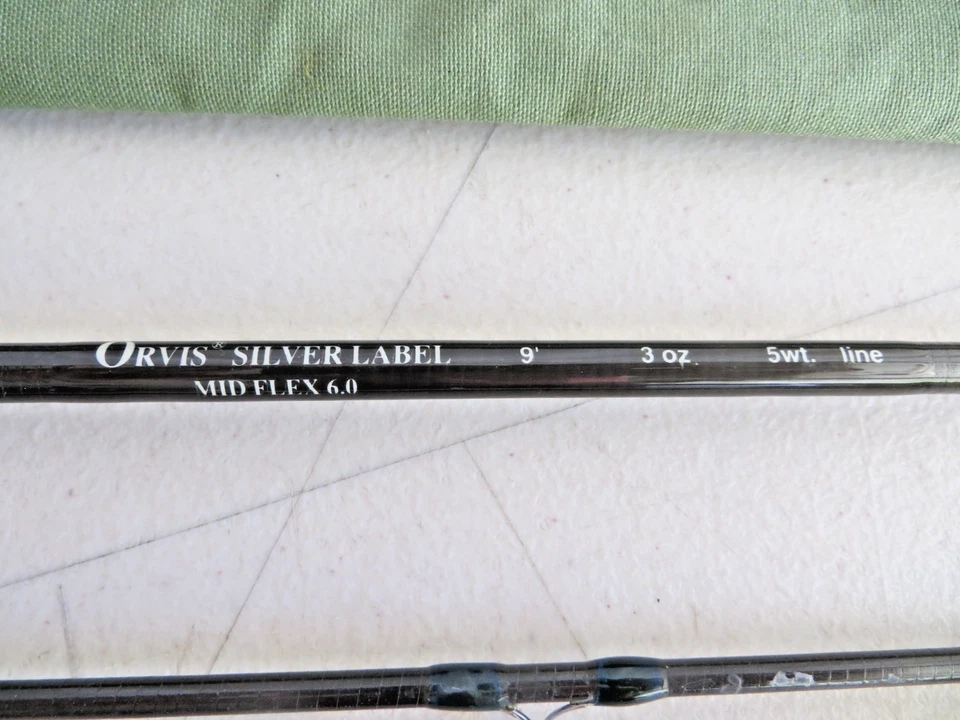 ORVIS® SILVER LABEL 9' 3 oz. 5wt. line
MID FLEX 6.0